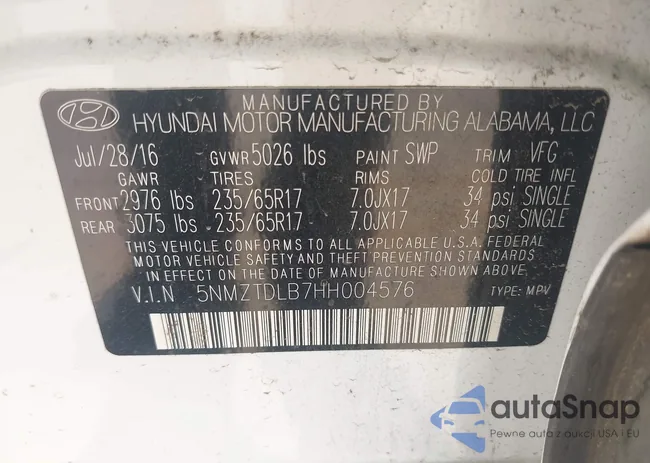 MANUFACTURED BY
HYUNDAI MOTOR MANUFACTURING ALABAMA, LLC
Jul/28/16 GVWR 5026 lbs PAINT SWP TRIM VFG
GAWR TIRES RIMS COLD TIRE INFL
FRONT 2976 lbs 235/65R17 7.0JX17 34 psi SINGLE
REAR 3075 lbs 235/65R17 7.0JX17 34 psi SINGLE
THIS VEHICLE CONFORMS TO ALL APPLICABLE U.S.A. FEDERAL
MOTOR VEHICLE SAFETY AND THEFT PREVENTION STANDARDS
IN EFFECT ON THE DATE OF MANUFACTURE SHOWN ABOVE.
V.I.N 5NMZTDLB7HH004576 TYPE: MPV
autoSnap
Pewne auta z aukcji USA i EU